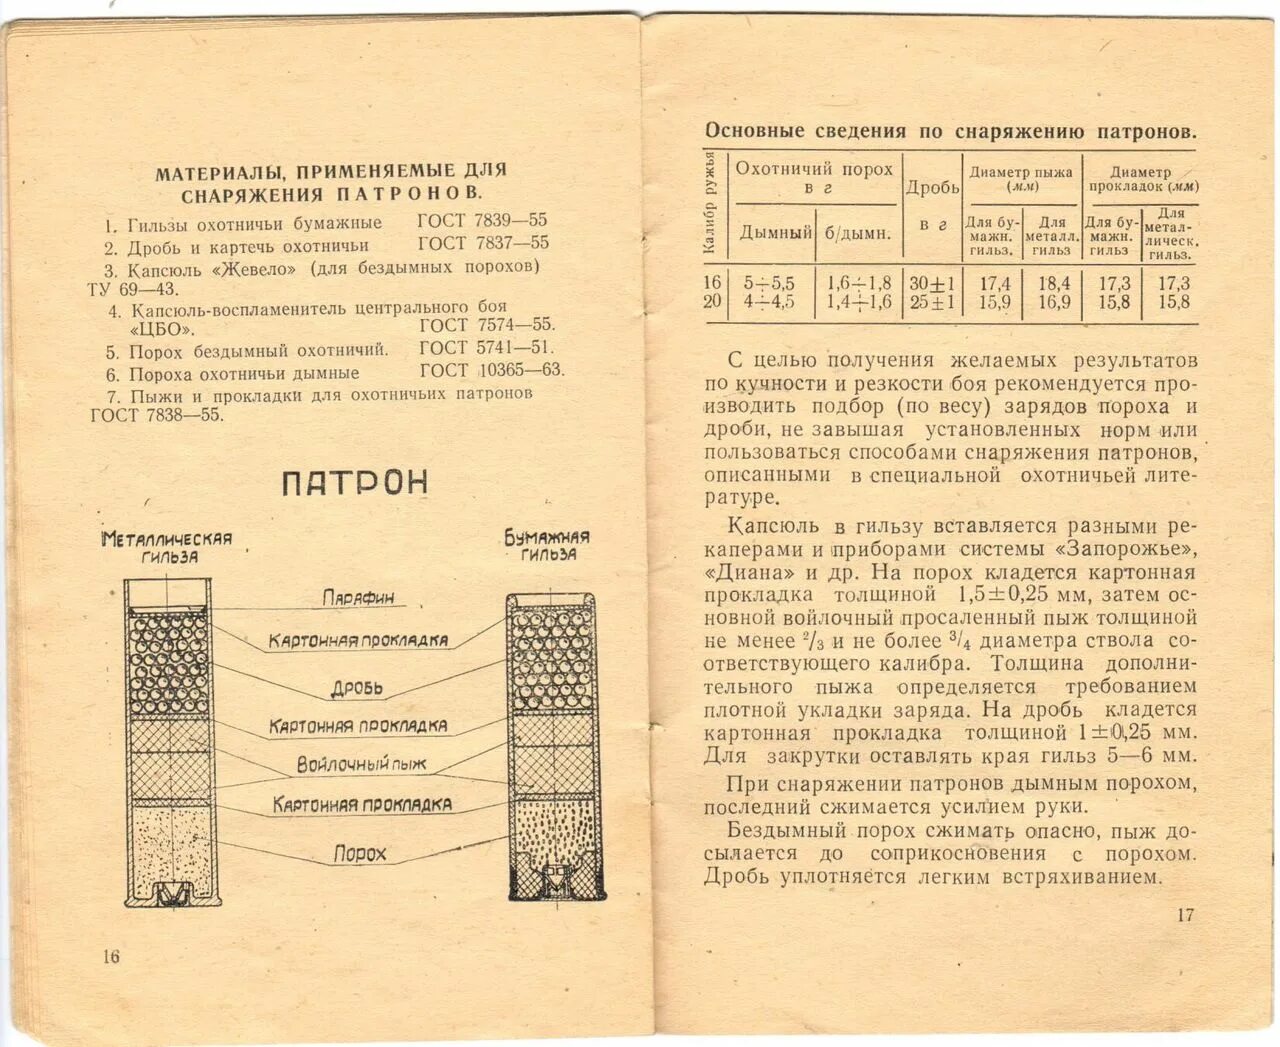 МАТЕРИАЛЫ, ПРИМЕНЯЕМЫЕ ДЛЯ
СНАРЯЖЕНИЯ ПАТРОНОВ.
1. Гильзы охотничьи бумажные ГОСТ 7839—55
2. Дробь и картечь охотничьи ГОСТ 7837—55
3. Капсюль «Жевело» (для бездымных порохов)
ТУ 69—43.
4. Капсюль-воспламенитель центрального боя
«ЦБО». ГОСТ 7574—55.
5. Порох бездымный охотничий. ГОСТ 5741—51.
6. Пороха охотничьи дымные ГОСТ 10365—63.
7. Пыжи и прокладки для охотничьих патронов
ГОСТ 7838—55.
ПАТРОН
МЕТАЛЛИЧЕСКАЯ
ГИЛЬЗА
БУМАЖНАЯ
ГИЛЬЗА
ПАРАФИН
КАРТОННАЯ ПРОКЛАДКА
ДРОБЬ
КАРТОННАЯ ПРОКЛАДКА
ВОЙЛОЧНЫЙ ПЫЖ
КАРТОННАЯ ПРОКЛАДКА
ПОРОХ
16
Основные сведения по снаряжению патронов.
Калибр ружья
Охотничий порох
в г
Дымный
б/дымн.
Дробь
в г
Диаметр пыжа
(мм)
Для бу-
мажн.
гильз.
Для
металл.
гильз
Диаметр
прокладок (мм)
Для бу-
мажн.
гильз
Для
метал-
лическ.
гильз.
16 5÷5,5 1,6÷1,8 30±1 17,4 18,4 17,3 17,3
20 4÷4,5 1,4÷1,6 25±1 15,9 16,9 15,8 15,8
С целью получения желаемых результатов
по кучности и резкости боя рекомендуется про-
изводить подбор (по весу) зарядов пороха и
дроби, не завышая установленных норм или
пользоваться способами снаряжения патронов,
описанными в специальной охотничьей лите-
ратуре.
Капсюль в гильзу вставляется разными ре-
каперами и приборами системы «Запорожье»,
«Диана» и др. На порох кладется картонная
прокладка толщиной 1,5±0,25 мм, затем ос-
новной войлочный просаленный пыж толщиной
не менее 2/3 и не более 3/4 диаметра ствола со-
ответствующего калибра. Толщина дополни-
тельного пыжа определяется требованием
плотной укладки заряда. На дробь кладется
картонная прокладка толщиной 1±0,25 мм.
Для закрутки оставлять края гильз 5—6 мм.
При снаряжении патронов дымным порохом,
последний сжимается усилием руки.
Бездымный порох сжимать опасно, пыж до-
сылается до соприкосновения с порохом.
Дробь уплотняется легким встряхиванием.
17